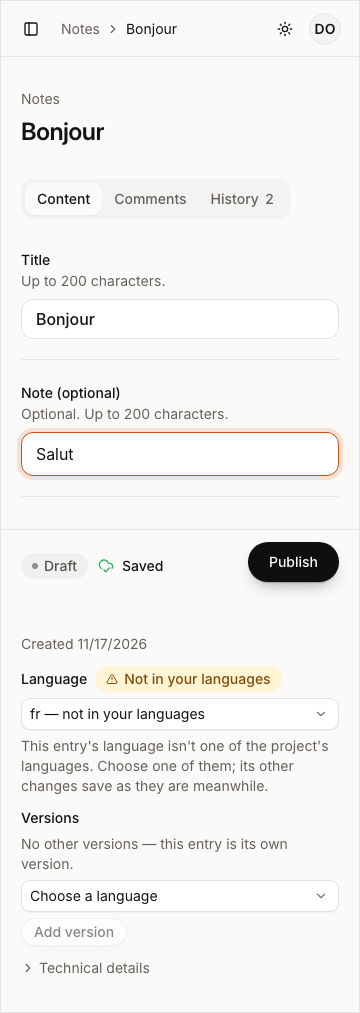 Notes > Bonjour
DO
Notes
Bonjour
Content Comments History 2
Title
Up to 200 characters.
Bonjour
Note (optional)
Optional. Up to 200 characters.
Salut
Draft Saved Publish
Created 11/17/2026
Language Not in your languages
fr — not in your languages
This entry's language isn't one of the project's
languages. Choose one of them; its other
changes save as they are meanwhile.
Versions
No other versions — this entry is its own
version.
Choose a language
Add version
Technical details